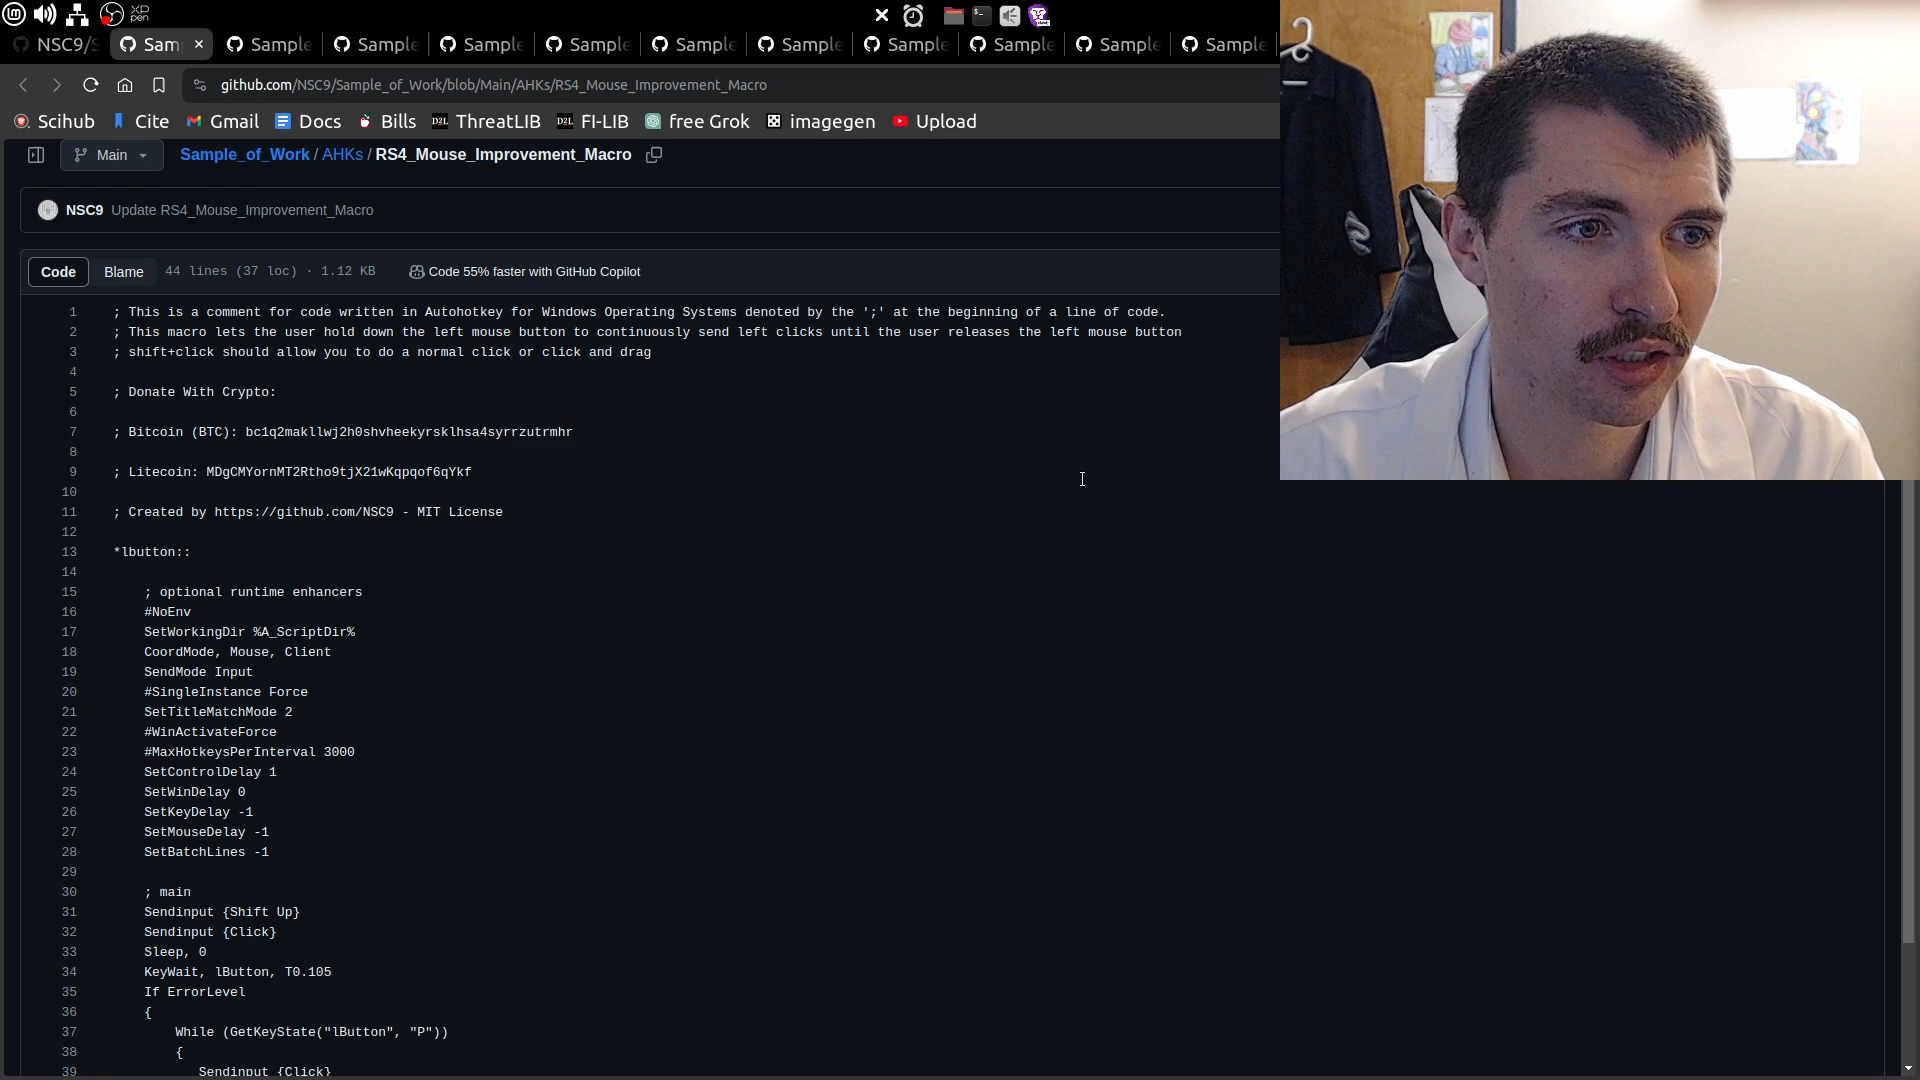 XP
pen
NSC9/S
Sam
Sample
Sample
Sample
Sample
Sample
Sample
Sample
Sample
Sample
Sample
github.com/NSC9/Sample_of_Work/blob/Main/AHKs/RS4_Mouse_Improvement_Macro
Scihub Cite Gmail Docs Bills D2L ThreatLIB D2L FI-LIB free Grok imagegen Upload
Main Sample_of_Work / AHKs / RS4_Mouse_Improvement_Macro
NSC9 Update RS4_Mouse_Improvement_Macro
Code Blame 44 lines (37 loc) · 1.12 KB Code 55% faster with GitHub Copilot
1 ; This is a comment for code written in Autohotkey for Windows Operating Systems denoted by the ';' at the beginning of a line of code.
2 ; This macro lets the user hold down the left mouse button to continuously send left clicks until the user releases the left mouse button
3 ; shift+click should allow you to do a normal click or click and drag
4
5 ; Donate With Crypto:
6
7 ; Bitcoin (BTC): bc1q2makllwj2h0shvheekyrsklhsa4syrrzutrmhr
8
9 ; Litecoin: MDgCMYornMT2Rtho9tjX21wKqpqof6qYkf
10
11 ; Created by https://github.com/NSC9 - MIT License
12
13 *lbutton::
14
15 ; optional runtime enhancers
16 #NoEnv
17 SetWorkingDir %A_ScriptDir%
18 CoordMode, Mouse, Client
19 SendMode Input
20 #SingleInstance Force
21 SetTitleMatchMode 2
22 #WinActivateForce
23 #MaxHotkeysPerInterval 3000
24 SetControlDelay 1
25 SetWinDelay 0
26 SetKeyDelay -1
27 SetMouseDelay -1
28 SetBatchLines -1
29
30 ; main
31 Sendinput {Shift Up}
32 Sendinput {Click}
33 Sleep, 0
34 KeyWait, lButton, T0.105
35 If ErrorLevel
36 {
37 While (GetKeyState("lButton", "P"))
38 {
39 Sendinput {Click}